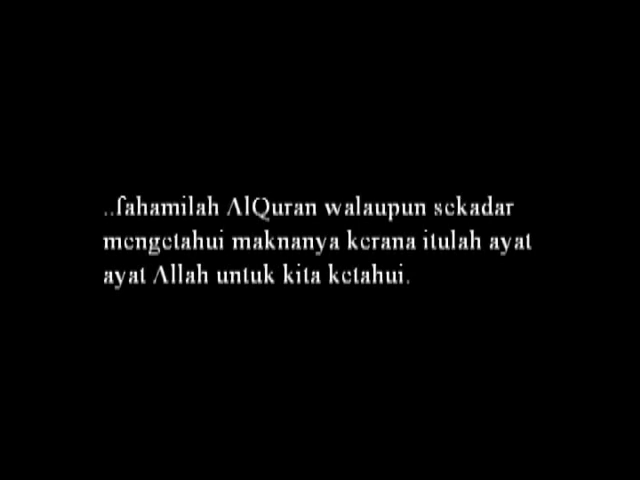 ..fahamilah AlQuran walaupun sekadar
mengetahui maknanya kerana itulah ayat
ayat Allah untuk kita ketahui.